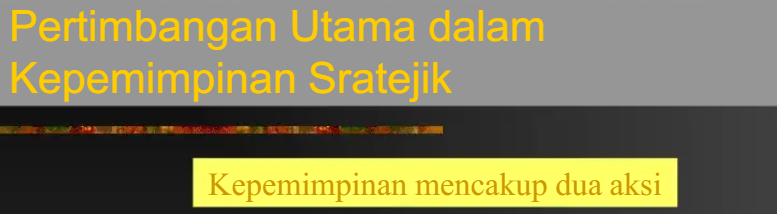 Pertimbangan Utama dalam
Kepemimpinan Sratejik
Kepemimpinan mencakup dua aksi